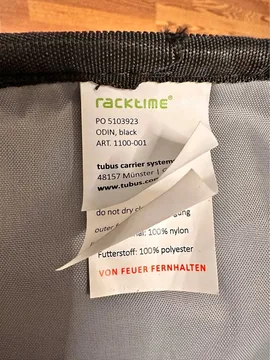 racktime®
PO 5103923
ODIN, black
ART. 1100-001
tubus carrier system
48157 Münster | G
www.tubus.com
do not dry
outer
100% nylon
Futterstoff: 100% polyester
VON FEUER FERNHALTEN